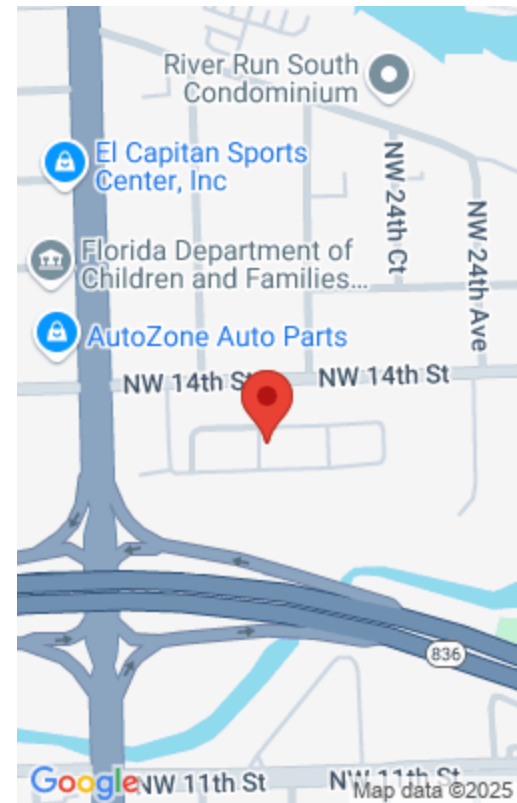 River Run South
Condominium
El Capitan Sports
Center, Inc
NW 24th Ct
NW 24th Ave
Florida Department of
Children and Families...
AutoZone Auto Parts
NW 14th St
NW 14th St
836
Google
NW 11th St
NW 11th St
Map data ©2025